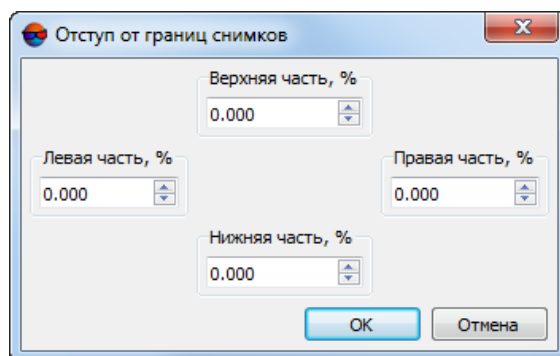 Отступ от границ снимков
Верхняя часть, %
0.000
Левая часть, %
0.000
Правая часть, %
0.000
Нижняя часть, %
0.000
OK
Отмена